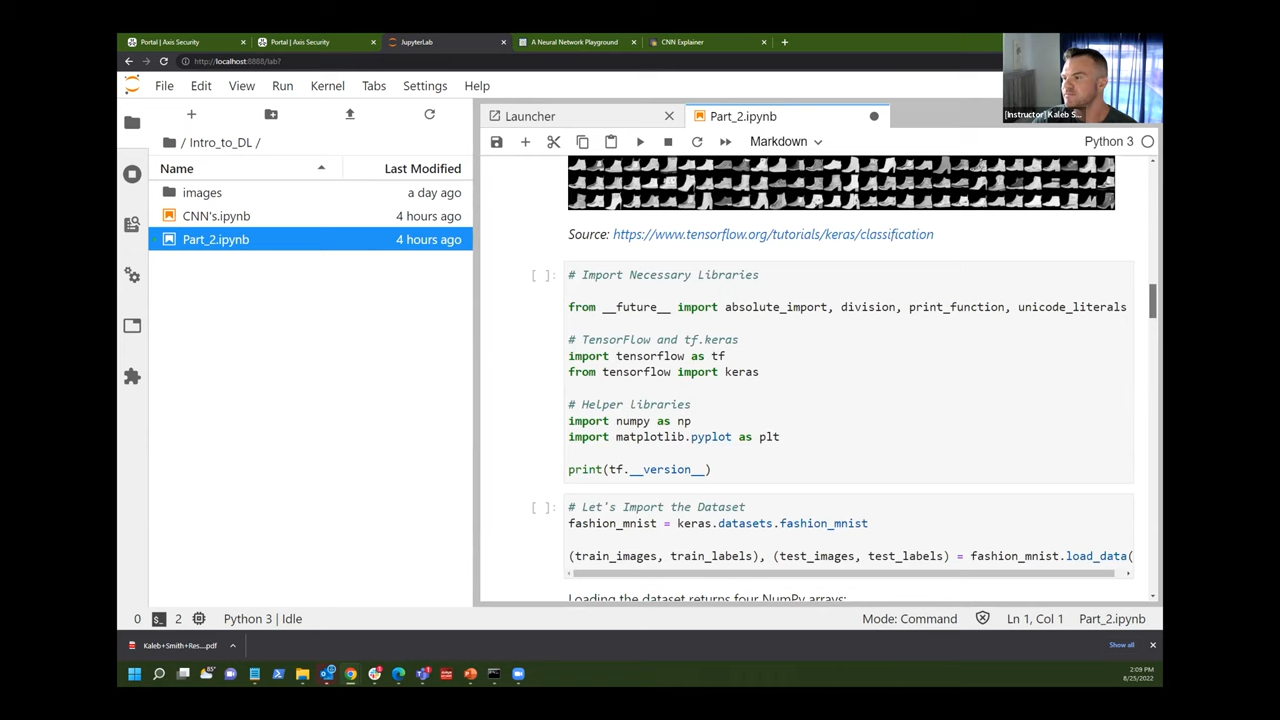 Portal | Axis Security
Portal | Axis Security
JupyterLab
A Neural Network Playground
CNN Explainer
http://localhost:8888/lab?
File Edit View Run Kernel Tabs Settings Help
[Instructor] Kaleb S...
Launcher
Part_2.ipynb
/ Intro_to_DL /
Markdown
Python 3
Name
Last Modified
images a day ago
CNN's.ipynb 4 hours ago
Part_2.ipynb 4 hours ago
Source: https://www.tensorflow.org/tutorials/keras/classification
[ ]: # Import Necessary Libraries
from __future__ import absolute_import, division, print_function, unicode_literals
# TensorFlow and tf.keras
import tensorflow as tf
from tensorflow import keras
# Helper libraries
import numpy as np
import matplotlib.pyplot as plt
print(tf.__version__)
[ ]: # Let's Import the Dataset
fashion_mnist = keras.datasets.fashion_mnist
(train_images, train_labels), (test_images, test_labels) = fashion_mnist.load_data(
Loading the dataset returns four NumPy arrays:
0 $_ 2 Python 3 | Idle
Mode: Command Ln 1, Col 1 Part_2.ipynb
Kaleb+Smith+Res....pdf
Show all
85°
2:09 PM
8/25/2022